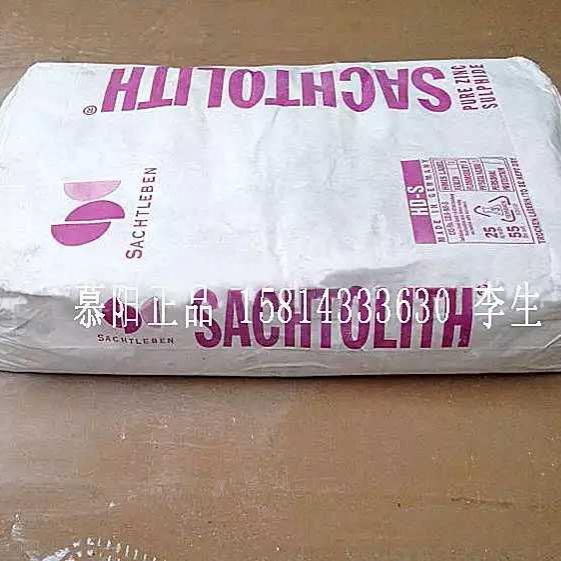 SACHTOLITH®
PURE ZINC
SULPHIDE
SACHTLEBEN
HD-S
MADE IN GERMANY
25
55
慕阳正品 15814333630 李生
SACHTOLITH®
SACHTLEBEN